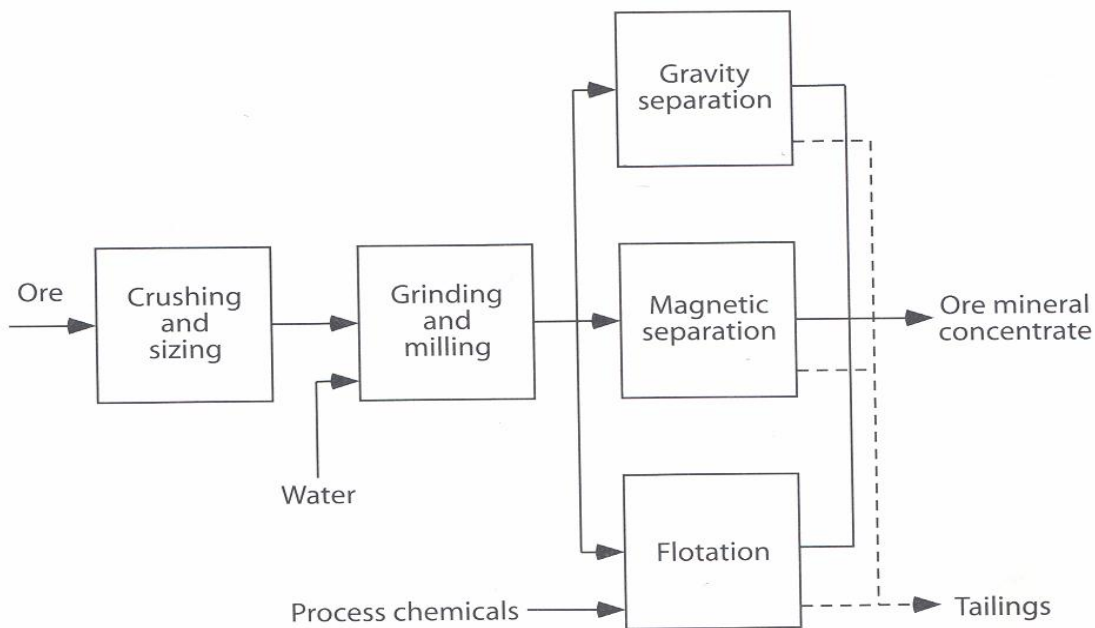 Gravity
separation
Ore
Crushing
and
sizing
Grinding
and
milling
Magnetic
separation
Ore mineral
concentrate
Water
Flotation
Process chemicals
Tailings